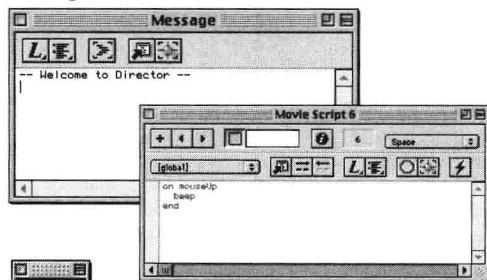 Message
L
-- Welcome to Director --
Movie Script 6
6
Space
[global]
L
on mouseUp
beep
end